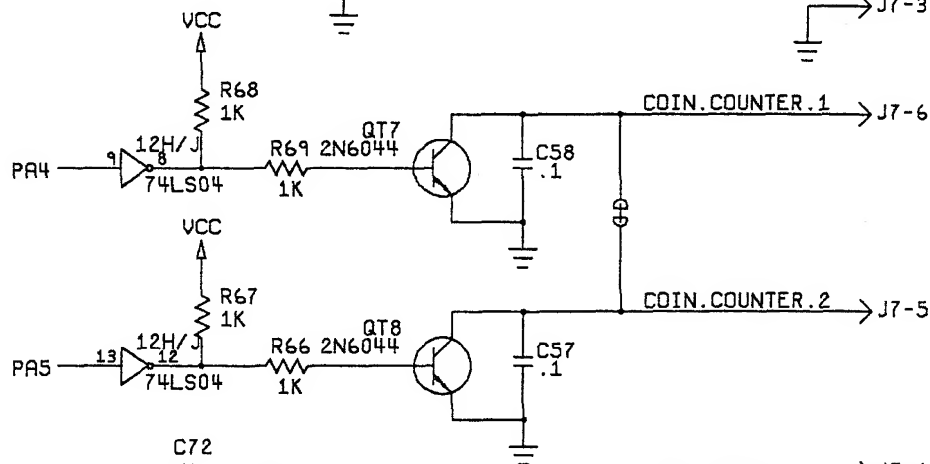 J7-3
VCC
R68
1K
COIN.COUNTER.1
J7-6
12H/J
R69
2N6044
QT7
C58
.1
PA4
9
8
74LS04
1K
VCC
R67
1K
COIN.COUNTER.2
J7-5
12H/J
R66
2N6044
QT8
C57
.1
PA5
13
12
74LS04
1K
C72